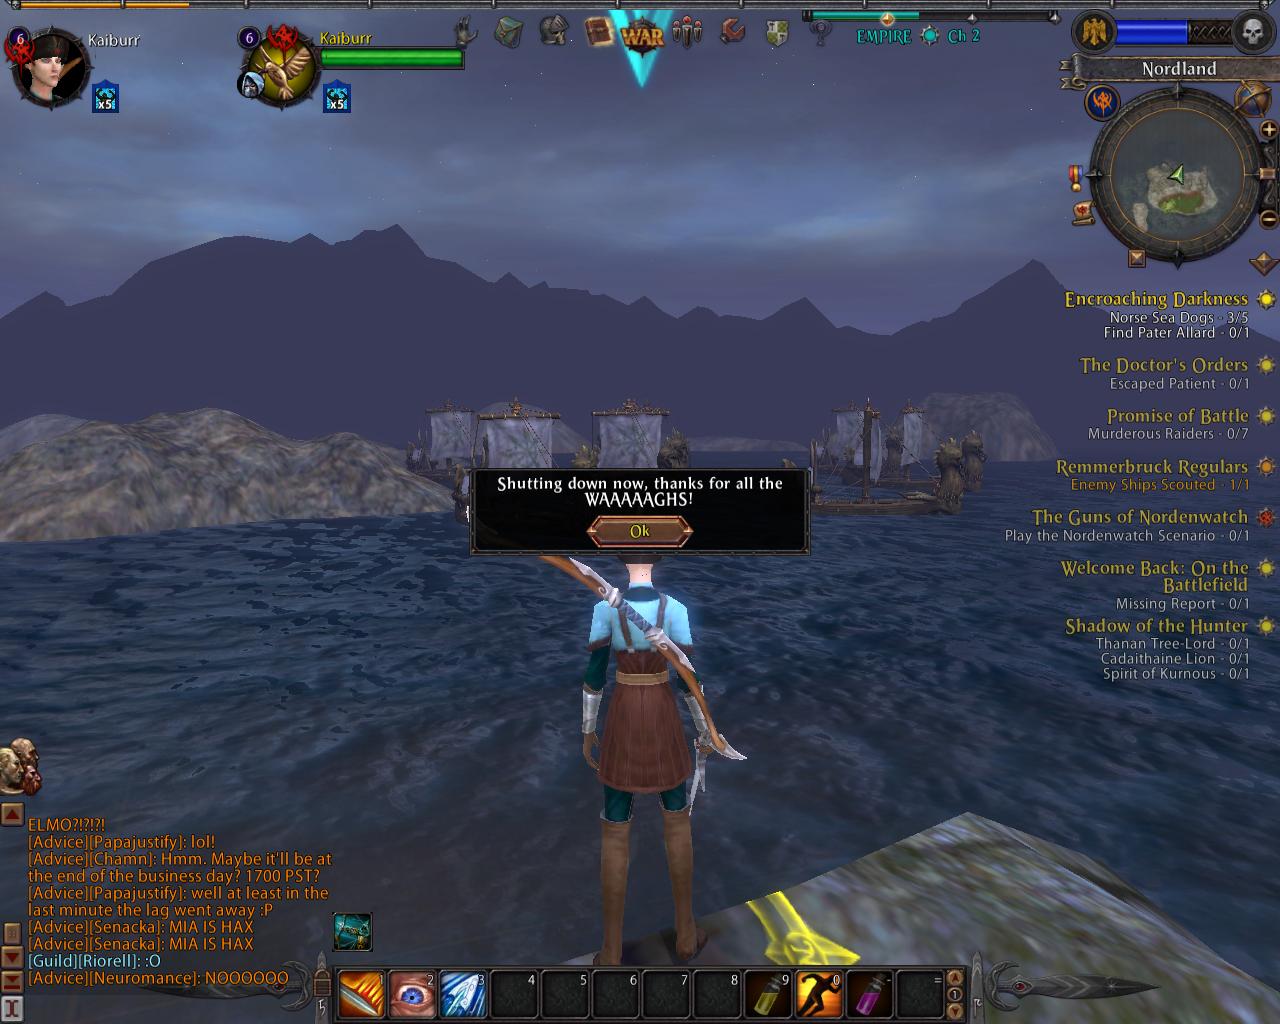 6
Kaiburr
x5
6
Kaiburr
x5
WAR
EMPIRE
Ch 2
Nordland
Encroaching Darkness
Norse Sea Dogs - 3/5
Find Pater Allard - 0/1
The Doctor's Orders
Escaped Patient - 0/1
Promise of Battle
Murderous Raiders - 0/7
Remmerbruck Regulars
Enemy Ships Scouted - 1/1
The Guns of Nordenwatch
Play the Nordenwatch Scenario - 0/1
Welcome Back: On the
Battlefield
Missing Report - 0/1
Shadow of the Hunter
Thanan Tree-Lord - 0/1
Cadaithaine Lion - 0/1
Spirit of Kurnous - 0/1
Shutting down now, thanks for all the
WAAAAAGHS!
Ok
ELMO?!?!?!
[Advice][Papajustify]: lol!
[Advice][Chamn]: Hmm. Maybe it'll be at
the end of the business day? 1700 PST?
[Advice][Papajustify]: well at least in the
last minute the lag went away :P
[Advice][Senacka]: MIA IS HAX
[Advice][Senacka]: MIA IS HAX
[Guild][Riorell]: :O
[Advice][Neuromance]: NOOOOOO
2 3 4 5 6 7 8 9 0 - =
1